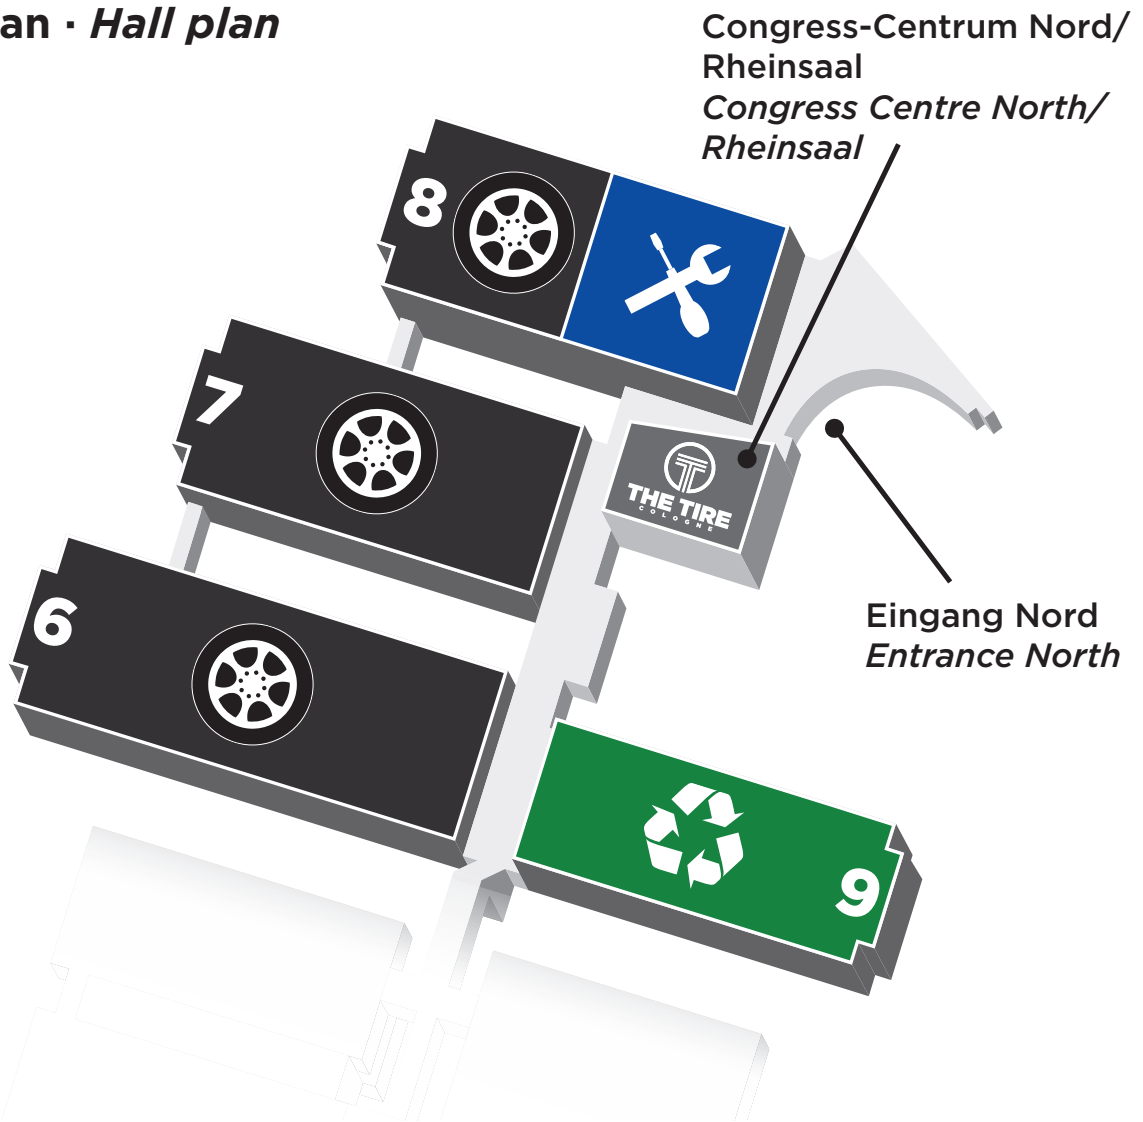 an · Hall plan
Congress-Centrum Nord/
Rheinsaal
Congress Centre North/
Rheinsaal
8
7
THE TIRE
COLOGNE
6
Eingang Nord
Entrance North
9